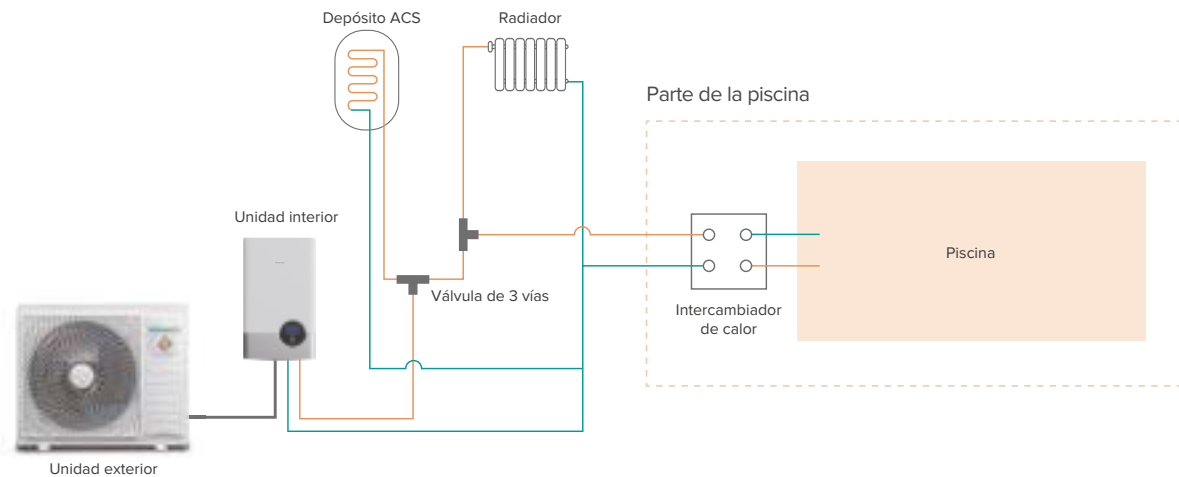 Depósito ACS
Radiador
Parte de la piscina
Unidad interior
Piscina
Válvula de 3 vías
Intercambiador
de calor
Unidad exterior